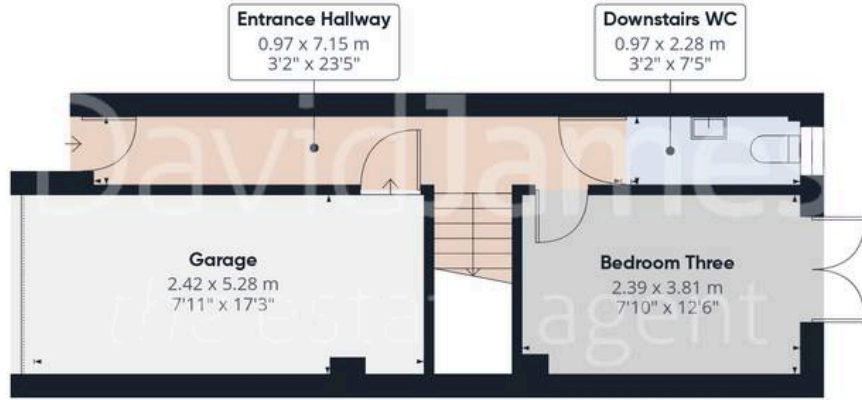 Entrance Hallway
0.97 x 7.15 m
3'2" x 23'5"
Downstairs WC
0.97 x 2.28 m
3'2" x 7'5"
DavidJames
Garage
2.42 x 5.28 m
7'11" x 17'3"
Bedroom Three
2.39 x 3.81 m
7'10" x 12'6"
the estate agent